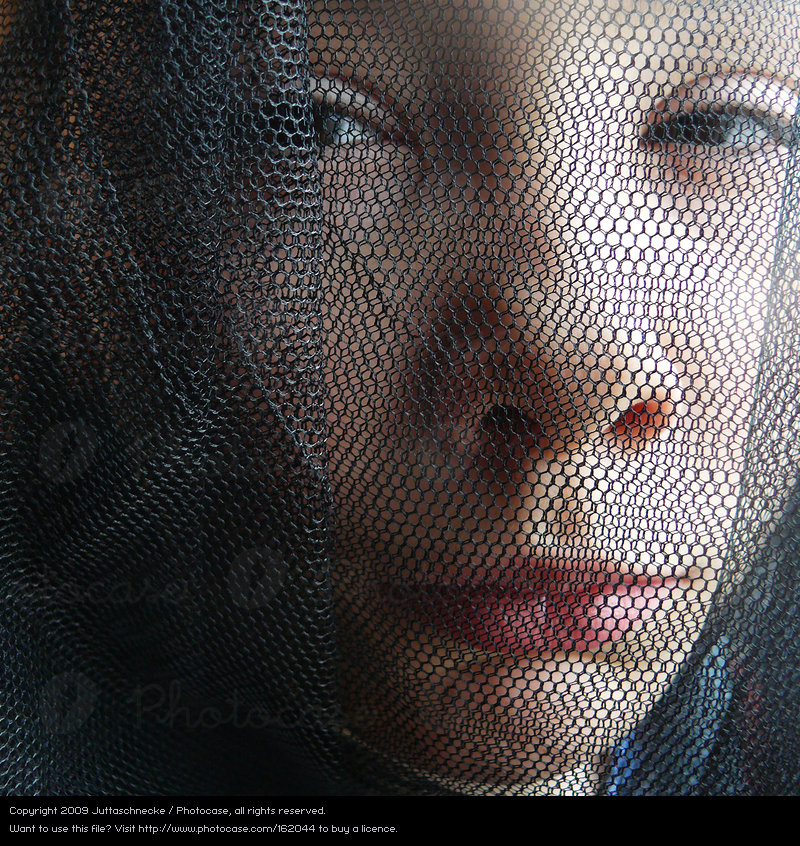 Photocase
Copyright 2009 Juttaschnecke / Photocase, all rights reserved.
Want to use this file? Visit http://www.photocase.com/162044 to buy a licence.